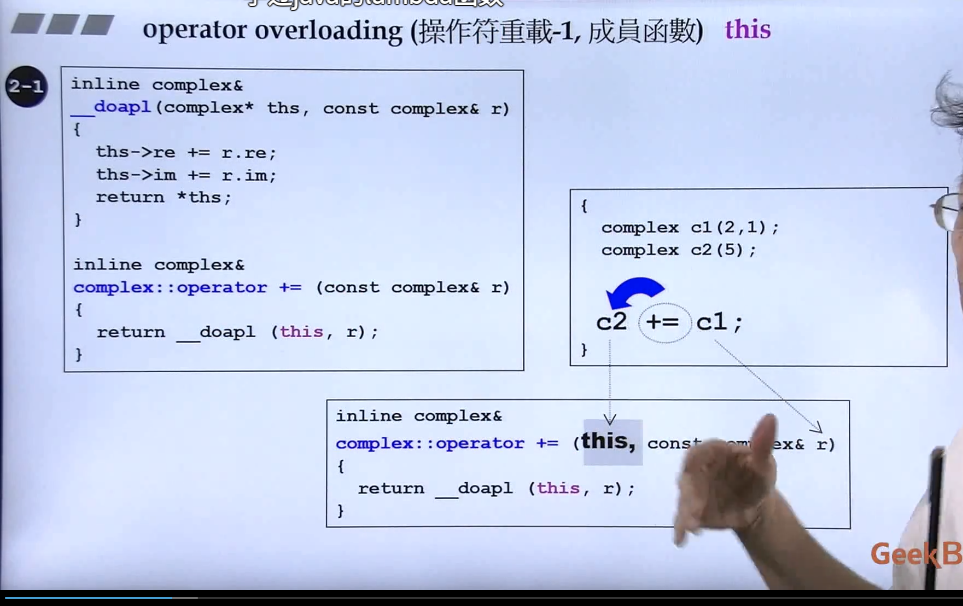 operator overloading (操作符重載-1, 成員函數) this
2-1
inline complex&
__doapl(complex* ths, const complex& r)
{
ths->re += r.re;
ths->im += r.im;
return *ths;
}
inline complex&
complex::operator += (const complex& r)
{
return __doapl (this, r);
}
{
complex c1(2,1);
complex c2(5);
c2 += c1;
}
inline complex&
complex::operator += (this, const ex& r)
{
return __doapl (this, r);
}
GeekB